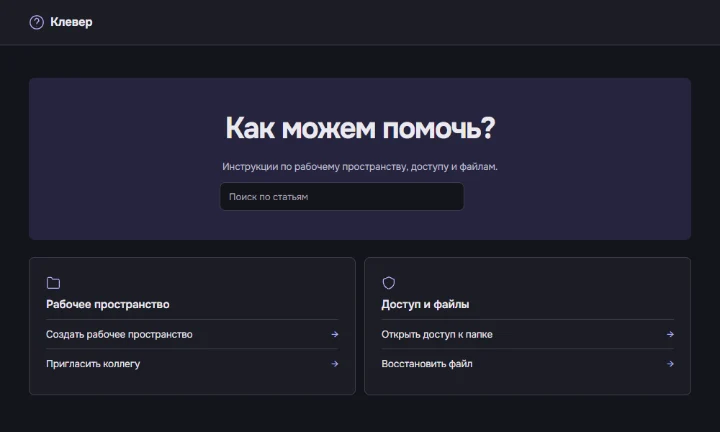 Клевер
Как можем помочь?
Инструкции по рабочему пространству, доступу и файлам.
Поиск по статьям
Рабочее пространство
Создать рабочее пространство
Пригласить коллегу
Доступ и файлы
Открыть доступ к папке
Восстановить файл